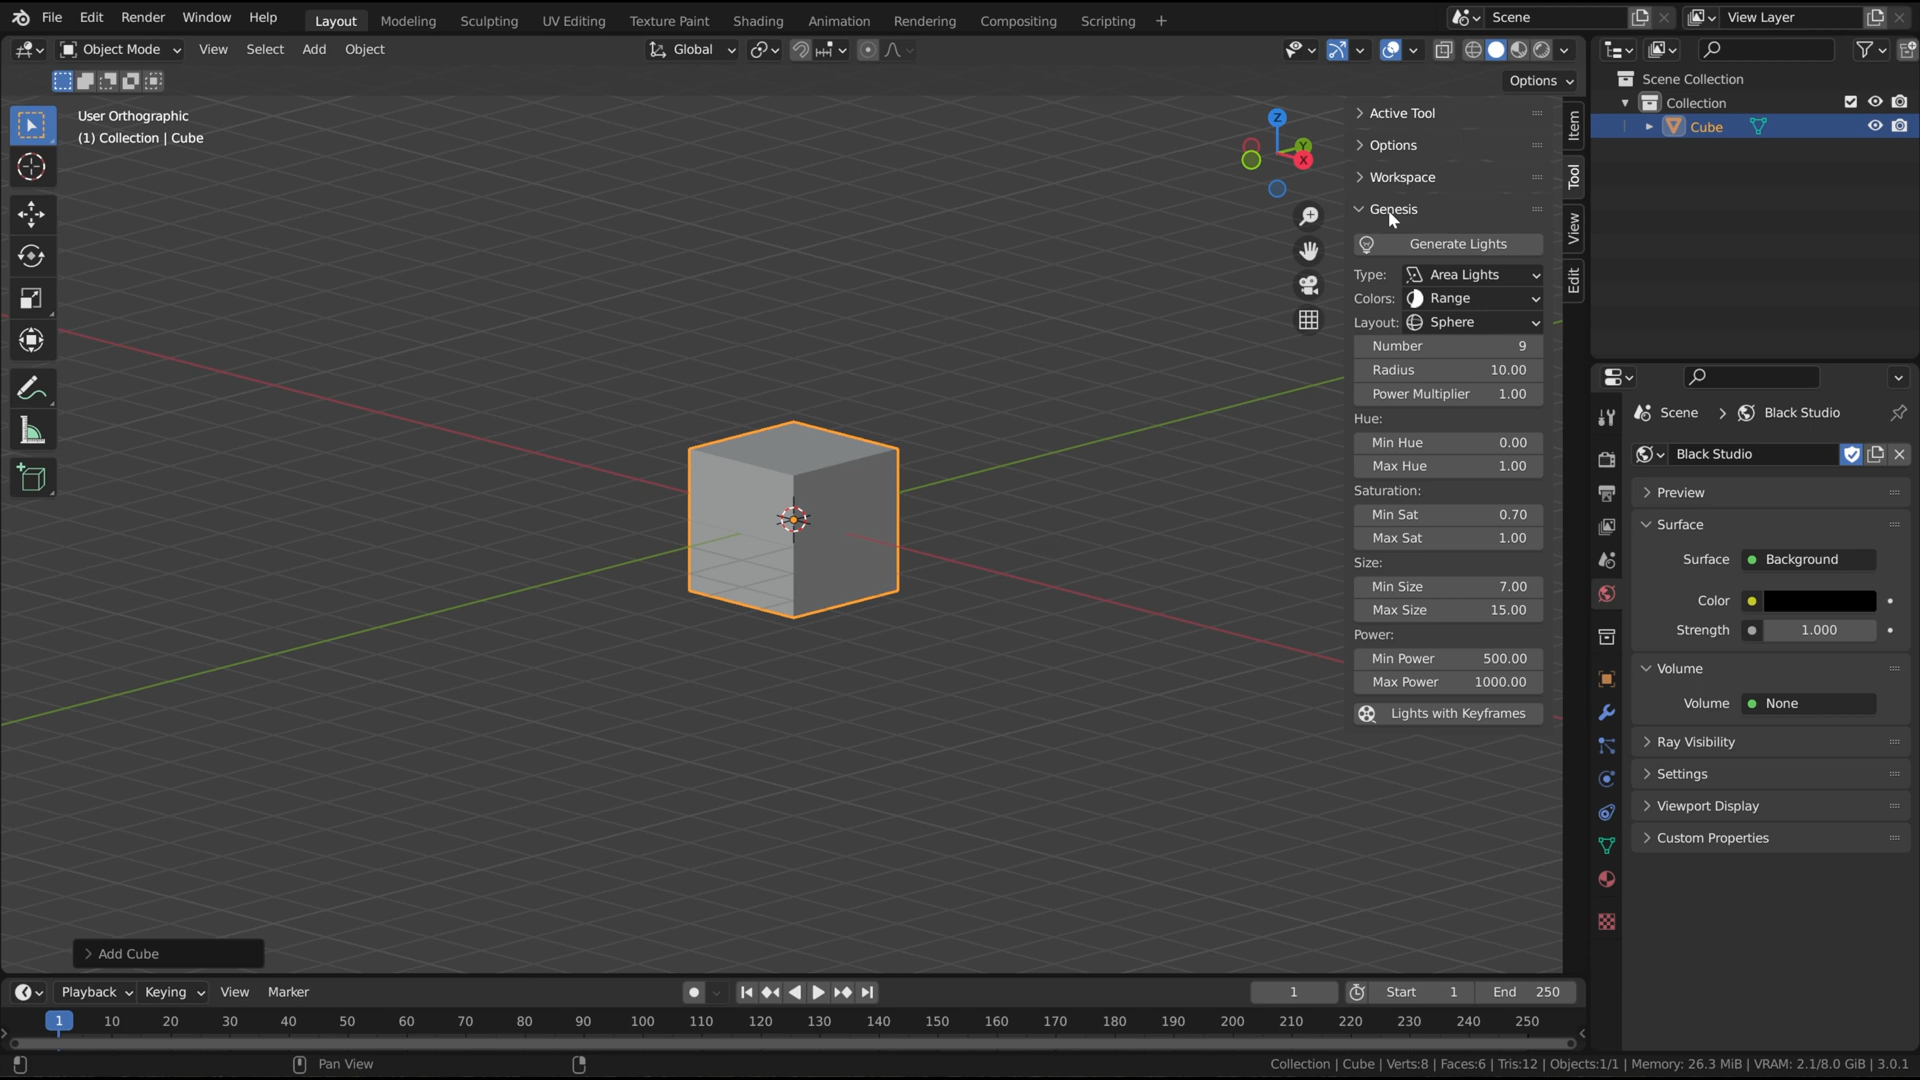 File Edit Render Window Help Layout Modeling Sculpting UV Editing Texture Paint Shading Animation Rendering Compositing Scripting + Scene View Layer
Object Mode View Select Add Object Global
Options
User Orthographic
(1) Collection | Cube
Z
Y
X
Active Tool
Options
Workspace
Genesis
Generate Lights
Type: Area Lights
Colors: Range
Layout: Sphere
Number 9
Radius 10.00
Power Multiplier 1.00
Hue:
Min Hue 0.00
Max Hue 1.00
Saturation:
Min Sat 0.70
Max Sat 1.00
Size:
Min Size 7.00
Max Size 15.00
Power:
Min Power 500.00
Max Power 1000.00
Lights with Keyframes
Item
Tool
View
Edit
Scene Collection
Collection
Cube
Scene > Black Studio
Black Studio
Preview
Surface
Surface Background
Color
Strength 1.000
Volume
Volume None
Ray Visibility
Settings
Viewport Display
Custom Properties
Add Cube
Playback Keying View Marker 1 Start 1 End 250
1 10 20 30 40 50 60 70 80 90 100 110 120 130 140 150 160 170 180 190 200 210 220 230 240 250
Pan View Collection | Cube | Verts:8 | Faces:6 | Tris:12 | Objects:1/1 | Memory: 26.3 MiB | VRAM: 2.1/8.0 GiB | 3.0.1